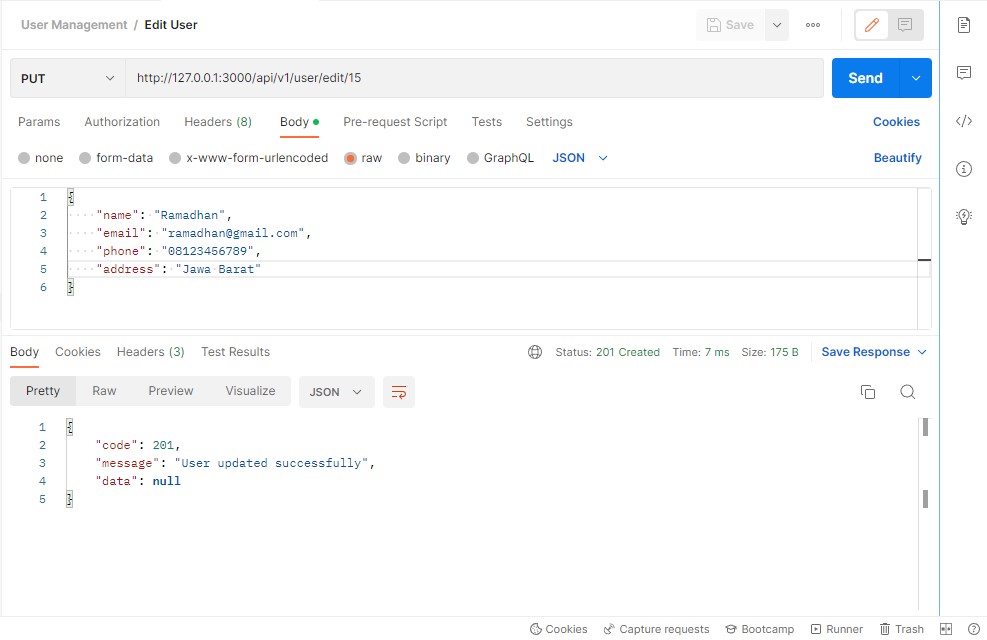 User Management / Edit User
Save
PUT
http://127.0.0.1:3000/api/v1/user/edit/15
Send
Params Authorization Headers (8) Body Pre-request Script Tests Settings Cookies
none form-data x-www-form-urlencoded raw binary GraphQL JSON Beautify
1 {
2 ····"name":·"Ramadhan",
3 ····"email":·"ramadhan@gmail.com",
4 ····"phone":·"08123456789",
5 ····"address":·"Jawa·Barat"
6 }
Body Cookies Headers (3) Test Results Status: 201 Created Time: 7 ms Size: 175 B Save Response
Pretty Raw Preview Visualize JSON
1 {
2 "code": 201,
3 "message": "User updated successfully",
4 "data": null
5 }
Cookies Capture requests Bootcamp Runner Trash